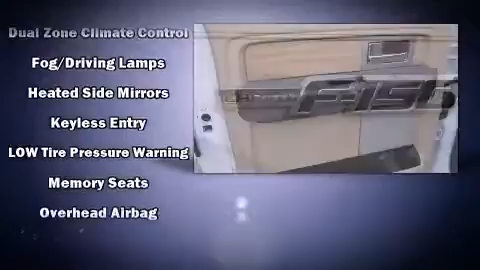 Dual Zone Climate Control
Fog/Driving Lamps
Heated Side Mirrors
Keyless Entry
LOW Tire Pressure Warning
Memory Seats
Overhead Airbag
F-150